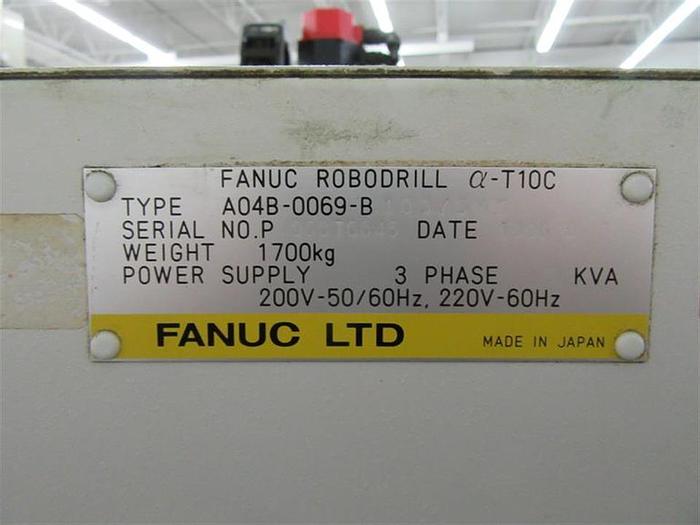 FANUC ROBODRILL α-T10C
TYPE A04B-0069-B
SERIAL NO.P DATE
WEIGHT 1700kg
POWER SUPPLY 3 PHASE KVA
200V-50/60Hz, 220V-60Hz
FANUC LTD MADE IN JAPAN